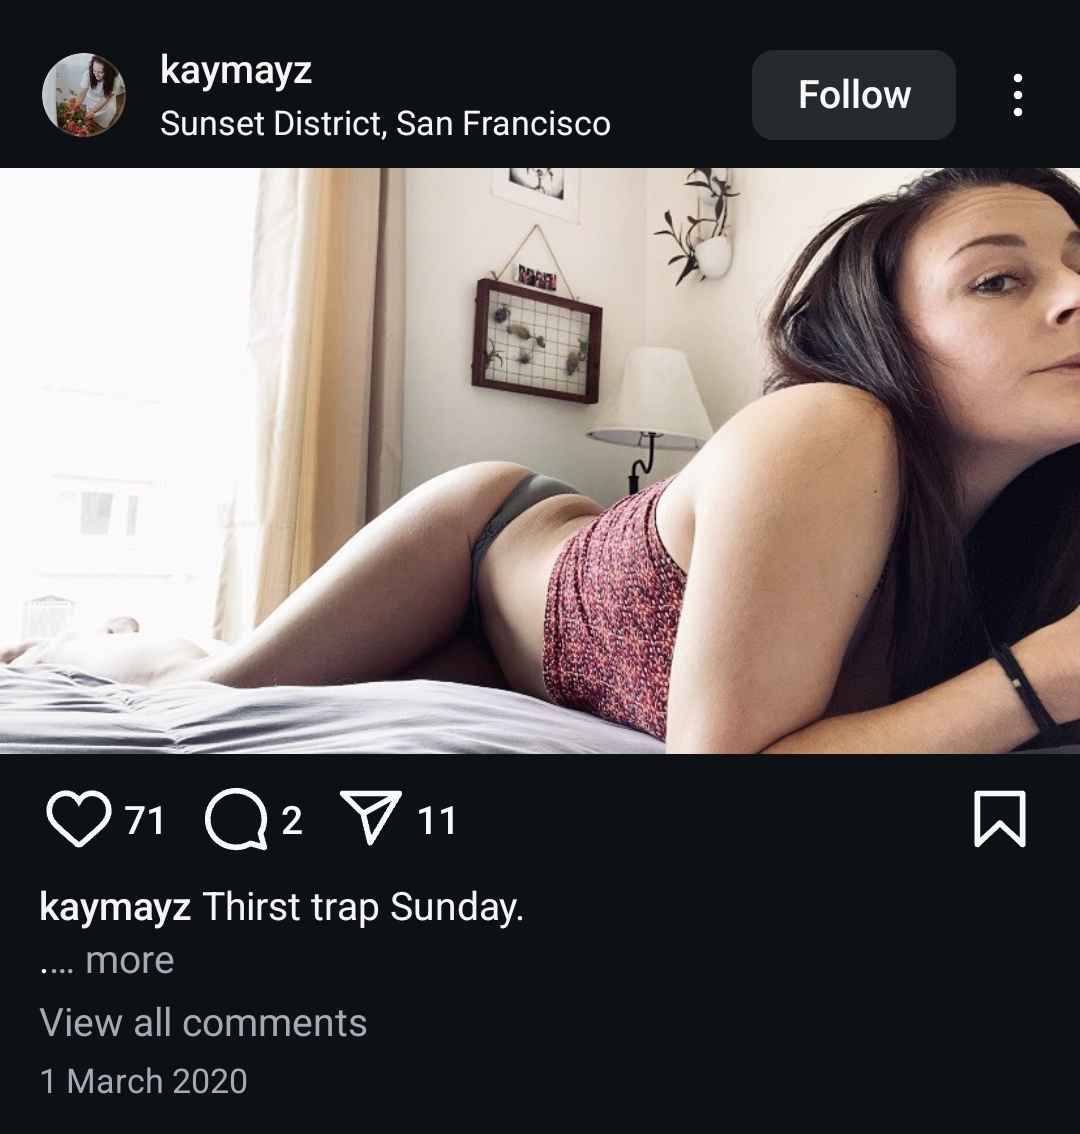 kaymayz
Sunset District, San Francisco
Follow
71
2
11
kaymayz Thirst trap Sunday.
.... more
View all comments
1 March 2020